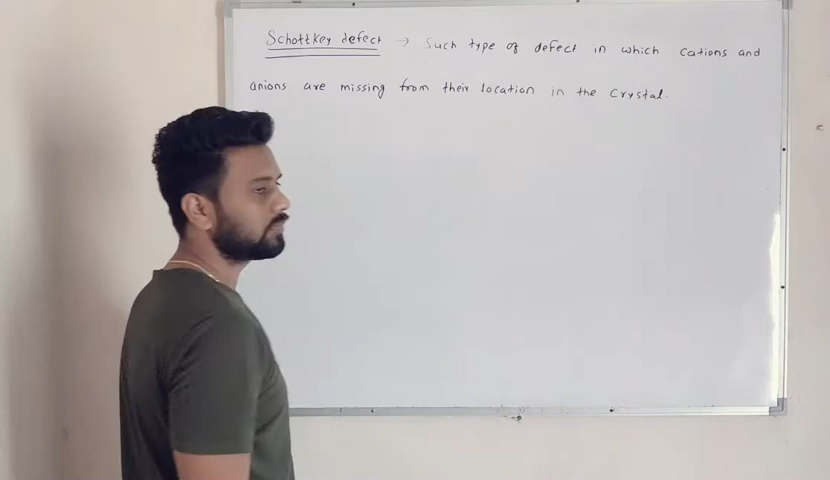 Schottkey defect → Such type of defect in which cations and
anions are missing from their location in the crystal.